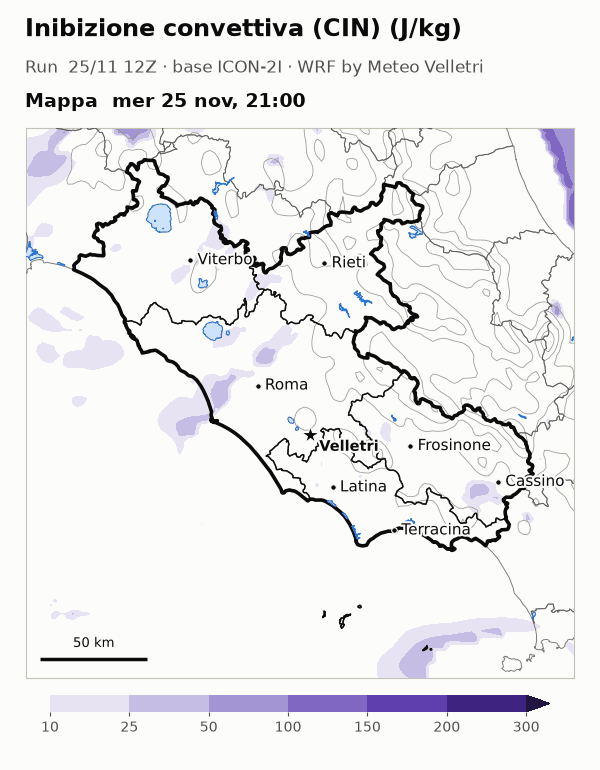 Inibizione convettiva (CIN) (J/kg)
Run  25/11 12Z · base ICON-2I · WRF by Meteo Velletri
Mappa  mer 25 nov, 21:00
Viterbo
Rieti
Roma
Velletri
Frosinone
Cassino
Latina
Terracina
50 km
10 25 50 100 150 200 300